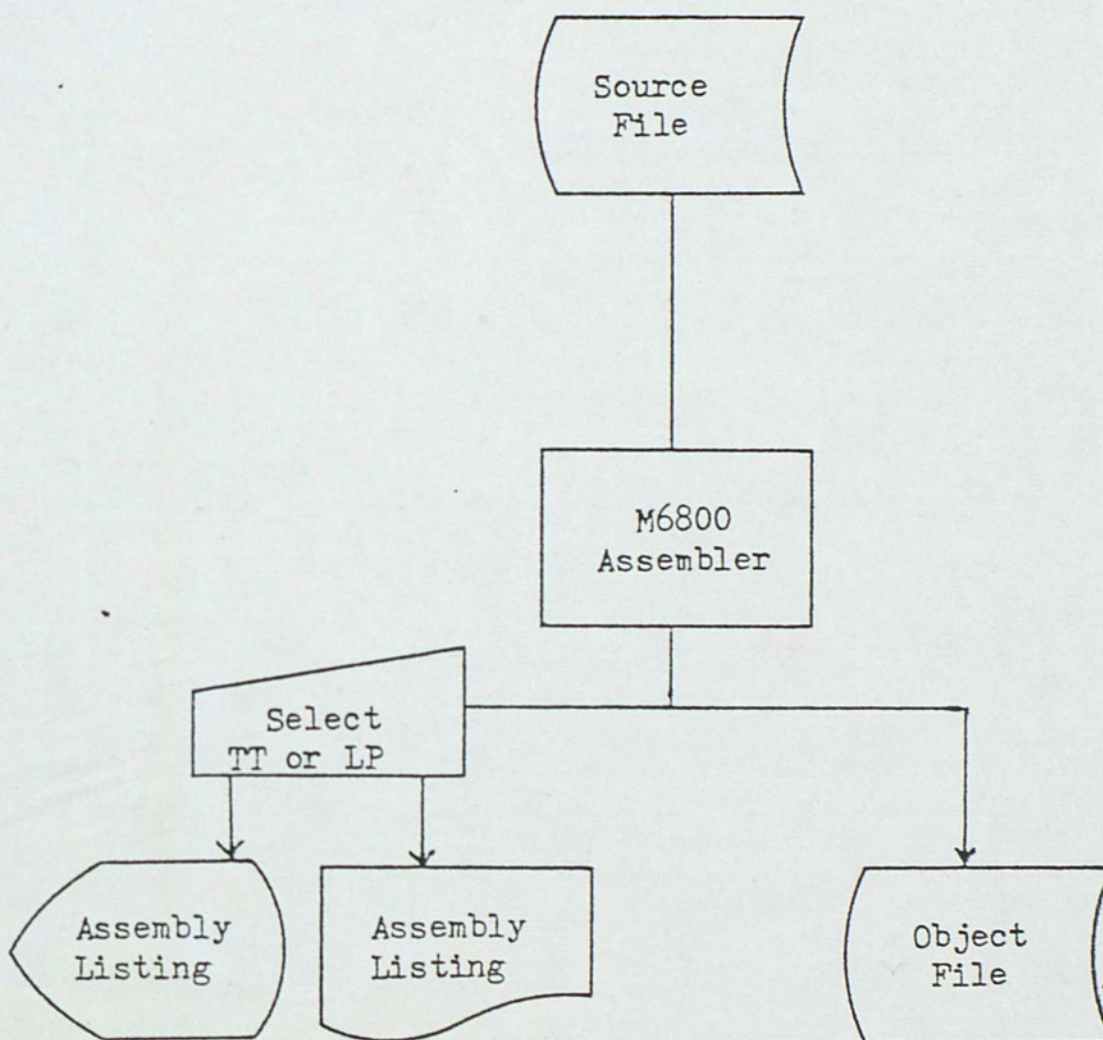 Source
File
M6800
Assembler
Select
TT or LP
Assembly
Listing
Assembly
Listing
Object
File